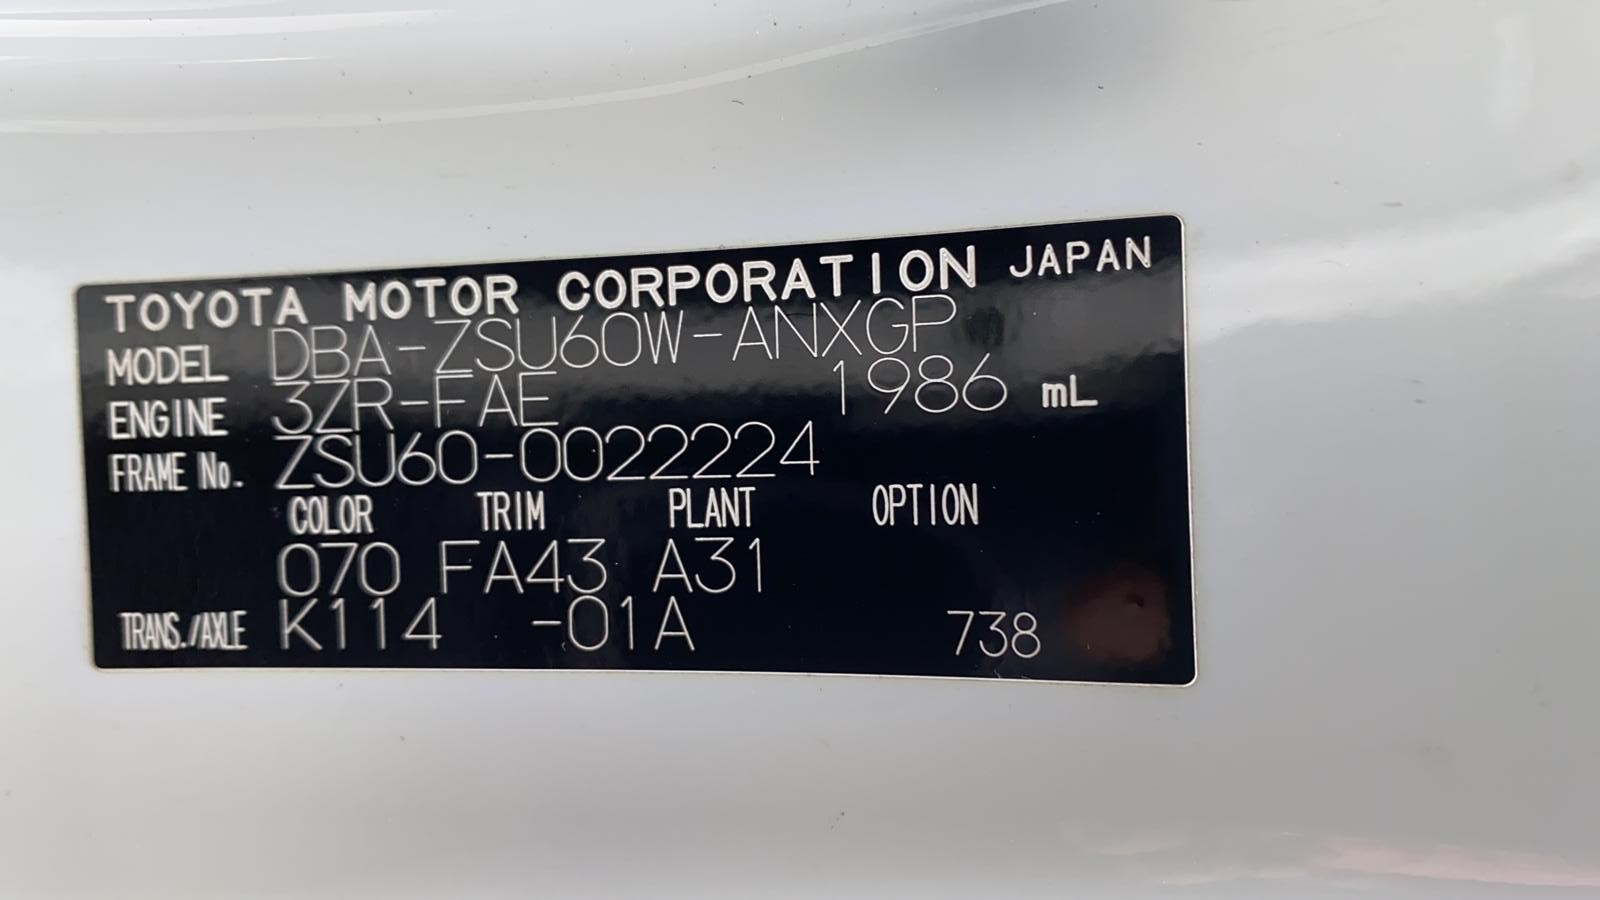 TOYOTA MOTOR CORPORATION JAPAN
MODEL DBA-ZSU60W-ANXGP
ENGINE 3ZR-FAE 1986 mL
FRAME No. ZSU60-0022224
COLOR TRIM PLANT OPTION
070 FA43 A31
TRANS./AXLE K114 -01A 738